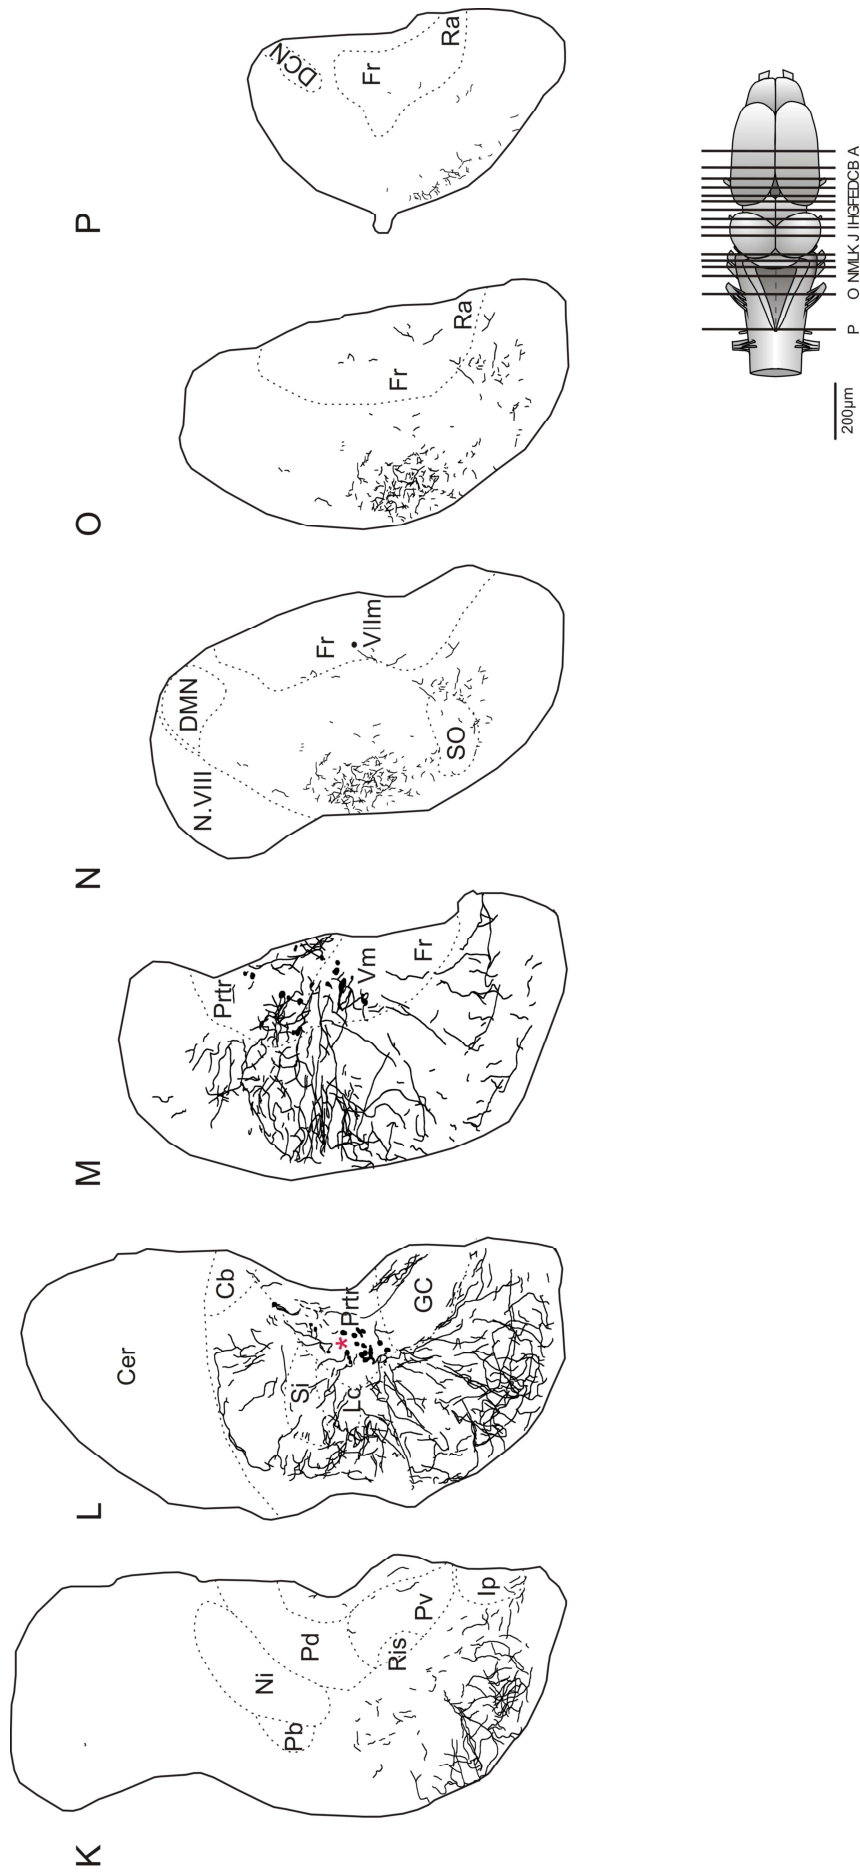 K
Pb
Ni
Pd
Ris
Pv
Ip
L
Cer
Cb
Si
*
Prtr
Lc
GC
M
Prtr
Vm
Fr
N
N.VIII
DMN
Fr
VIIm
SO
O
Fr
Ra
P
DCN
Fr
Ra
P O NMLK J IHGFEDCB A
200µm